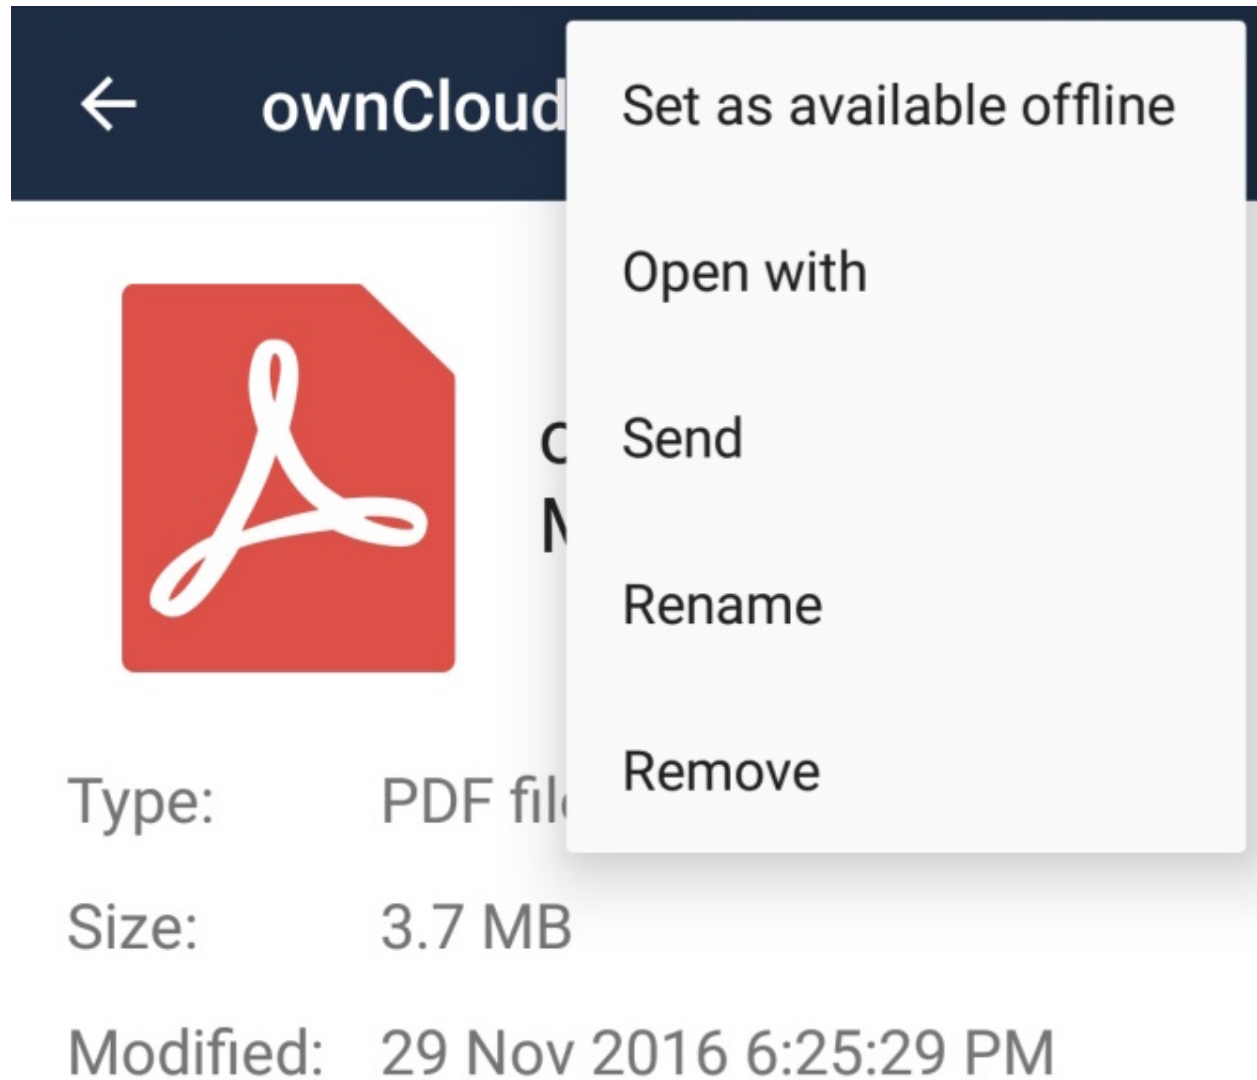 ownCloud
Set as available offline
Open with
Send
Rename
Remove
Type:
PDF
Size:
3.7 MB
Modified:
29 Nov 2016 6:25:29 PM